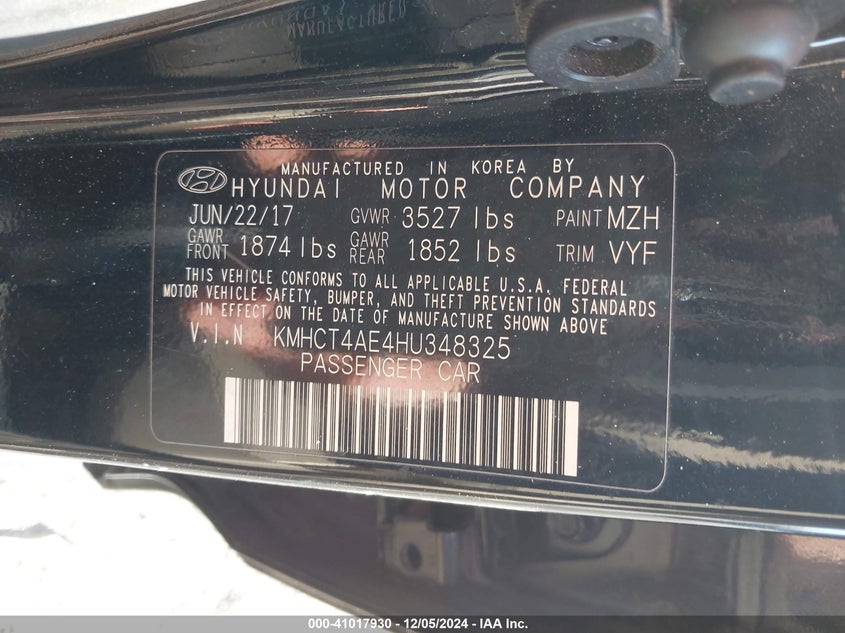 MANUFACTURED
MANUFACTURED IN KOREA BY
HYUNDAI MOTOR COMPANY
JUN/22/17 GVWR 3527 lbs PAINT MZH
GAWR FRONT 1874 lbs GAWR REAR 1852 lbs TRIM VYF
THIS VEHICLE CONFORMS TO ALL APPLICABLE U.S.A. FEDERAL
MOTOR VEHICLE SAFETY, BUMPER, AND THEFT PREVENTION STANDARDS
IN EFFECT ON THE DATE OF MANUFACTURE SHOWN ABOVE
V.I.N KMHCT4AE4HU348325
PASSENGER CAR
000-41017930 - 12/05/2024 - IAA Inc.